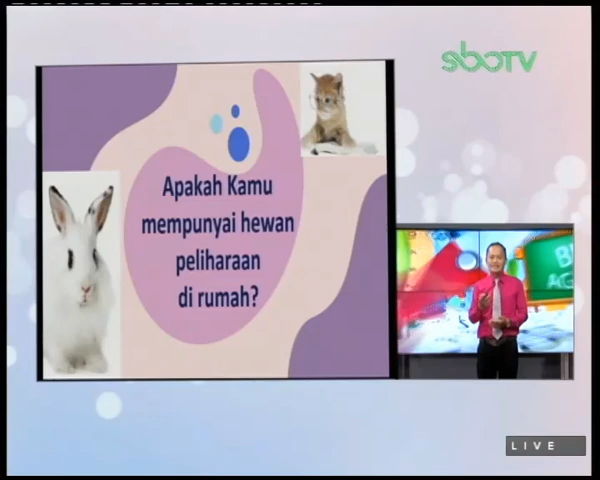 sboTV
Apakah Kamu
mempunyai hewan
peliharaan
di rumah?
LIVE